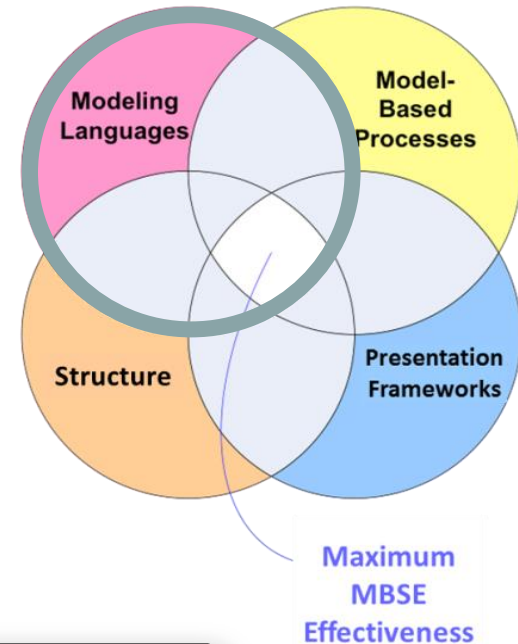 Modeling
Languages
Model-
Based
Processes
Structure
Presentation
Frameworks
Maximum
MBSE
Effectiveness